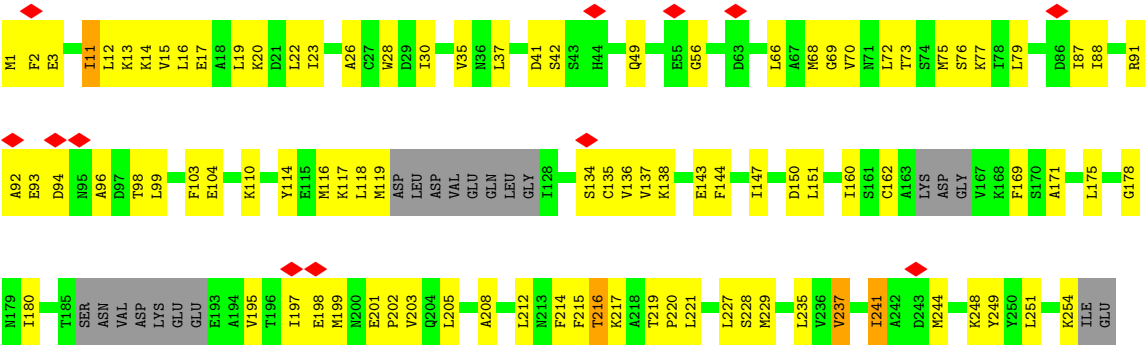 M1 F2 E3 I11 L12 K13 K14 V15 L16 E17 A18 L19 K20 D21 L22 I23 A26 C27 W28 D29 I30 V35 N36 L37 D41 S42 S43 H44 Q49 E55 G56 D63 L66 A67 M68 G69 V70 N71 L72 T73 S74 M75 S76 K77 I78 L79 D86 I87 I88 R91
A92 E93 D94 N95 A96 D97 T98 L99 F103 E104 K110 Y114 E115 M116 K117 L118 M119 ASP LEU ASP VAL GLU GLN LEU GLY I128 S134 C135 V136 V137 K138 E143 F144 I147 D150 L151 I160 S161 C162 A163 LYS ASP GLY V167 K168 F169 S170 A171 L175 G178
N179 I180 T185 SER ASN VAL ASP LYS GLU GLU E193 A194 V195 T196 I197 E198 M199 N200 E201 P202 V203 Q204 L205 A208 L212 N213 F214 F215 T216 K217 A218 T219 P220 L221 L227 S228 M229 L235 V236 V237 I241 A242 D243 M244 K248 Y249 Y250 L251 K254 ILE GLU